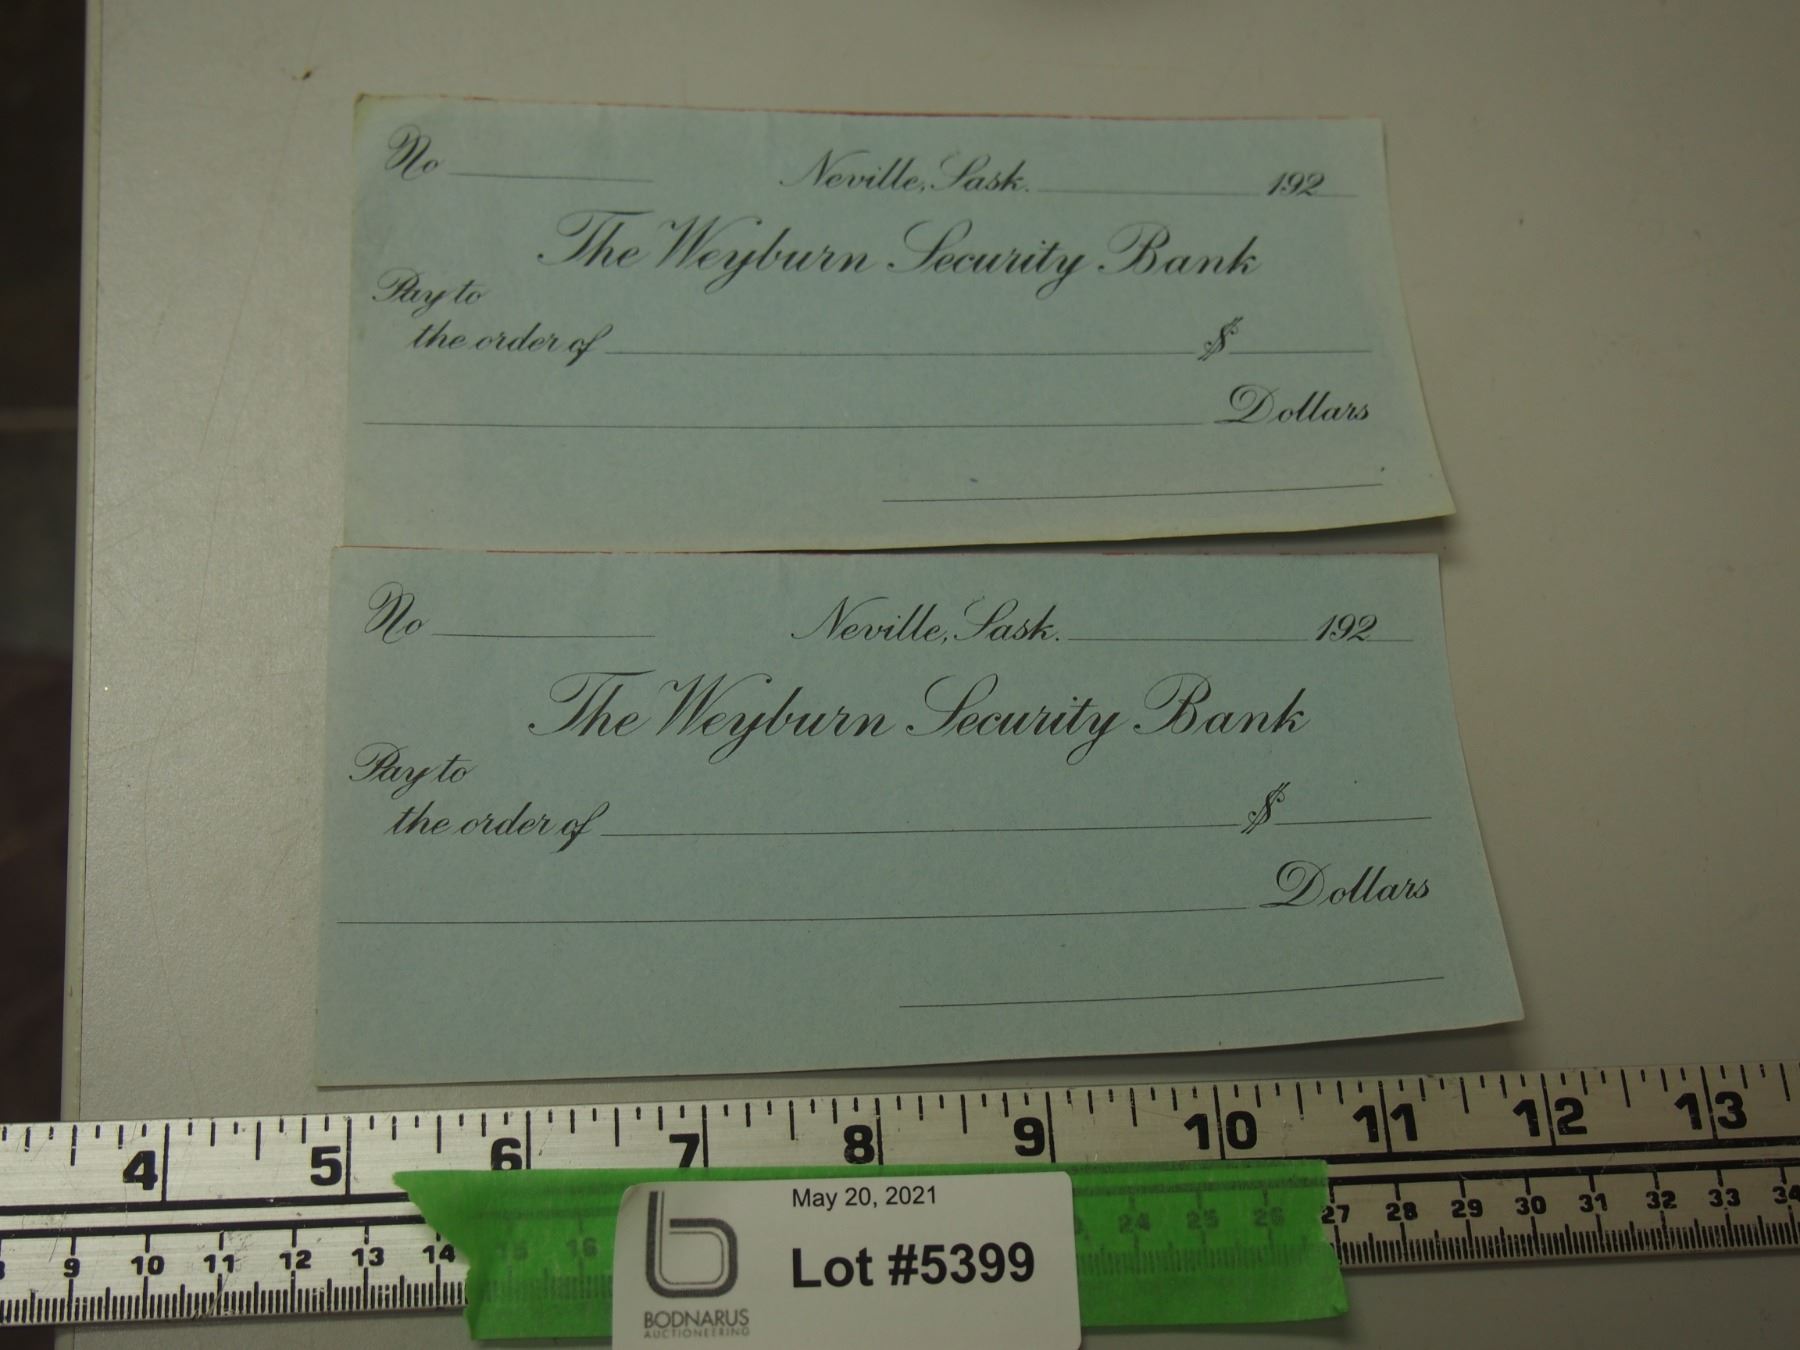 No Neville, Sask. 192
The Weyburn Security Bank
Pay to
the order of $
Dollars
No Neville, Sask. 192
The Weyburn Security Bank
Pay to
the order of $
Dollars
4 5 6 7 8 9 10 11 12 13
9 10 11 12 13 14 15 16 24 25 26 27 28 29 30 31 32 33 34
May 20, 2021
Lot #5399
BODNARUS
AUCTIONEERING